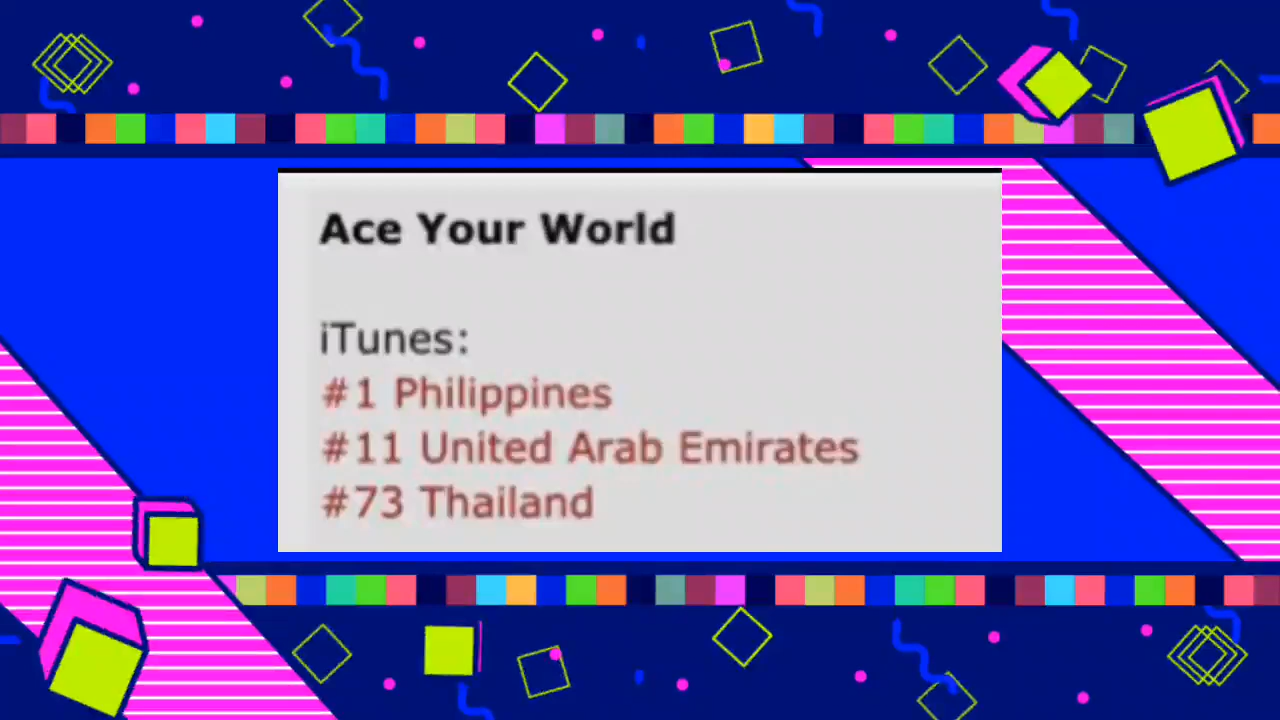 Ace Your World
iTunes:
#1 Philippines
#11 United Arab Emirates
#73 Thailand